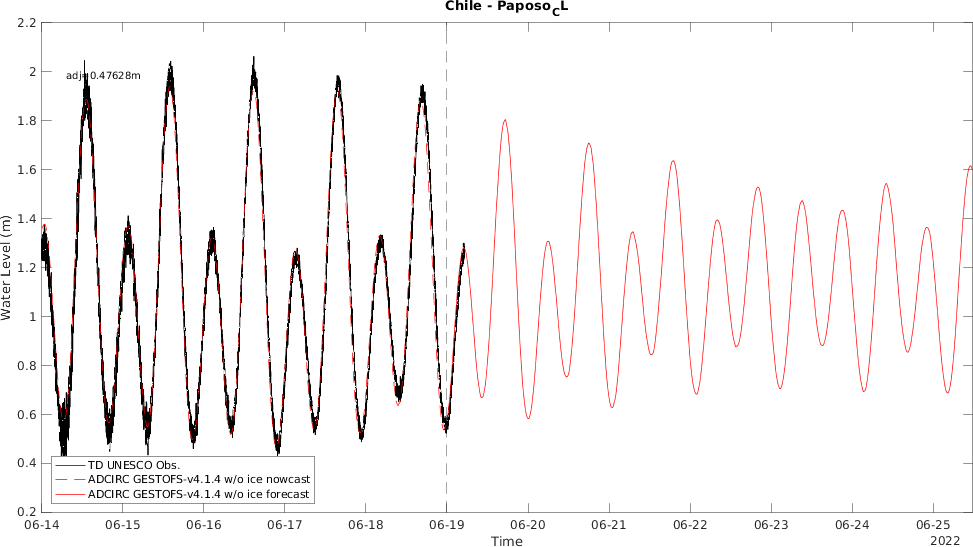 Chile - Paposo_CL
2.2
2
1.8
1.6
1.4
1.2
1
0.8
0.6
0.4
0.2
Water Level (m)
adj=0.47628m
TD UNESCO Obs.
ADCIRC GESTOFS-v4.1.4 w/o ice nowcast
ADCIRC GESTOFS-v4.1.4 w/o ice forecast
06-14 06-15 06-16 06-17 06-18 06-19 06-20 06-21 06-22 06-23 06-24 06-25
Time
2022